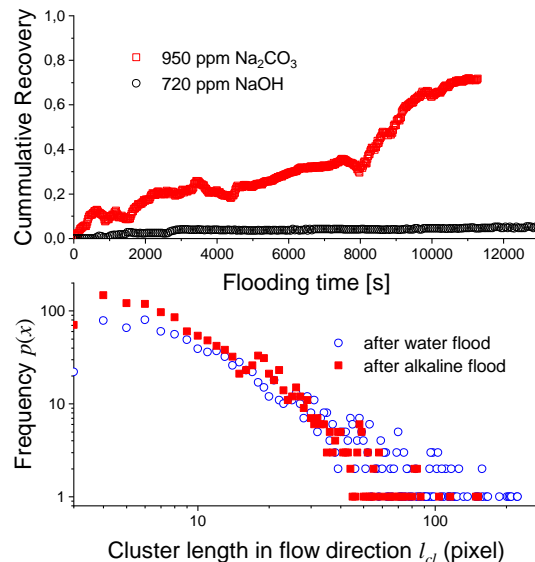 1,0
0,8
0,6
0,4
0,2
0,0
Cummulative Recovery
950 ppm Na₂CO₃
720 ppm NaOH
0 2000 4000 6000 8000 10000 12000
Flooding time [s]
100
10
1
Frequency p(x)
after water flood
after alkaline flood
10 100
Cluster length in flow direction l_cl (pixel)